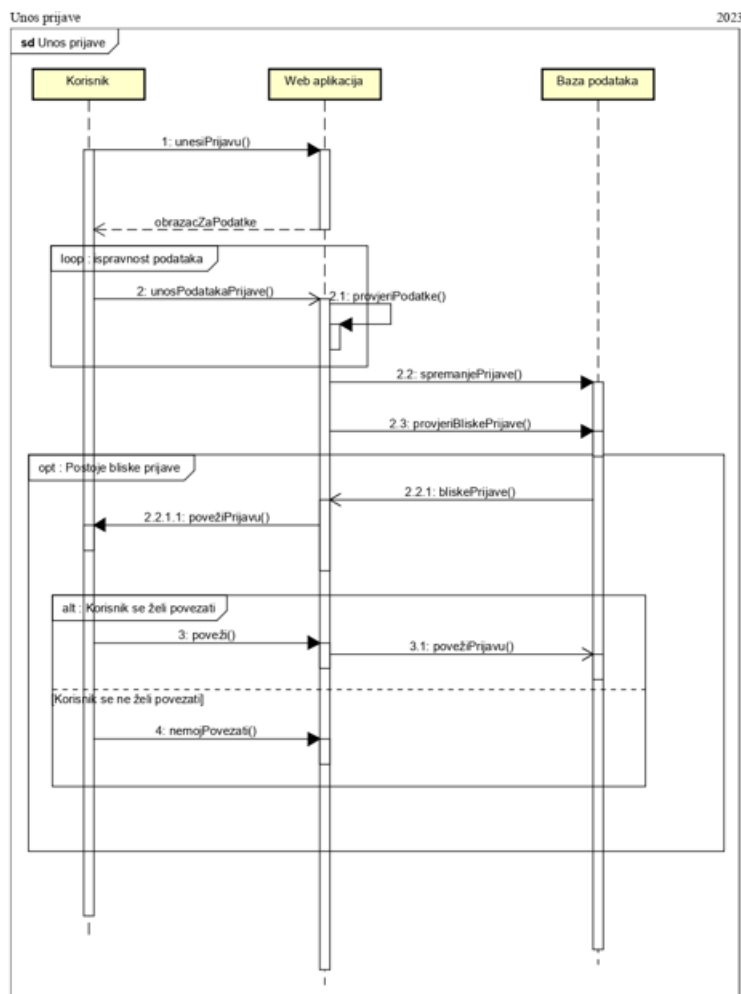 Unos prijave 2023
sd Unos prijave
Korisnik Web aplikacija Baza podataka
1: unesiPrijavu()
obrazacZaPodatke
loop : ispravnost podataka
2: unosPodatakaPrijave() 2.1: provjeriPodatke()
2.2: spremanjePrijave()
2.3: provjeriBliskePrijave()
opt : Postoje bliske prijave
2.2.1: bliskePrijave()
2.2.1.1: povežiPrijavu()
alt : Korisnik se želi povezati
3: poveži()
3.1: povežiPrijavu()
[Korisnik se ne želi povezati]
4: nemojPovezati()